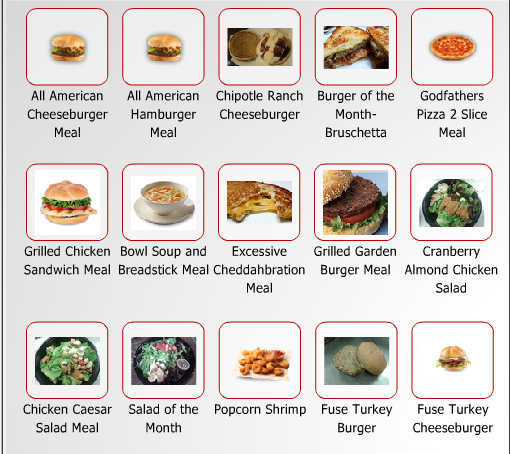 All American
Cheeseburger
Meal
All American
Hamburger
Meal
Chipotle Ranch
Cheeseburger
Burger of the
Month-
Bruschetta
Godfathers
Pizza 2 Slice
Meal
Grilled Chicken
Sandwich Meal
Bowl Soup and
Breadstick Meal
Excessive
Cheddahbration
Meal
Grilled Garden
Burger Meal
Cranberry
Almond Chicken
Salad
Chicken Caesar
Salad Meal
Salad of the
Month
Popcorn Shrimp
Fuse Turkey
Burger
Fuse Turkey
Cheeseburger